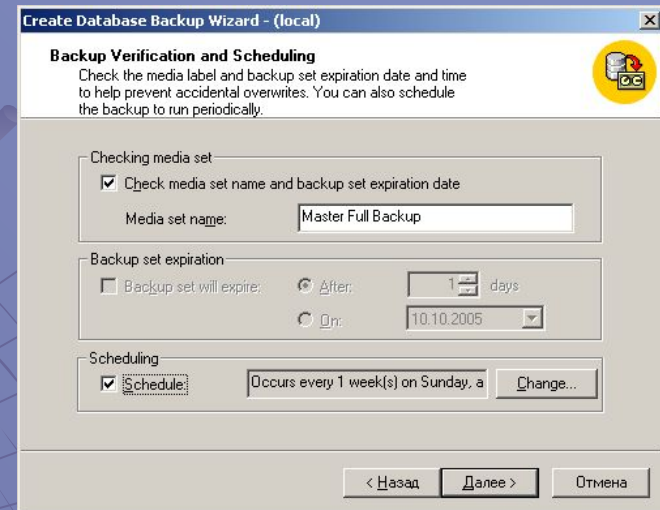 Create Database Backup Wizard - (local)
Backup Verification and Scheduling
Check the media label and backup set expiration date and time
to help prevent accidental overwrites. You can also schedule
the backup to run periodically.
Checking media set
Check media set name and backup set expiration date
Media set name: Master Full Backup
Backup set expiration
Backup set will expire: After: 1 days
On: 10.10.2005
Scheduling
Schedule: Occurs every 1 week(s) on Sunday, a Change...
< Назад Далее > Отмена